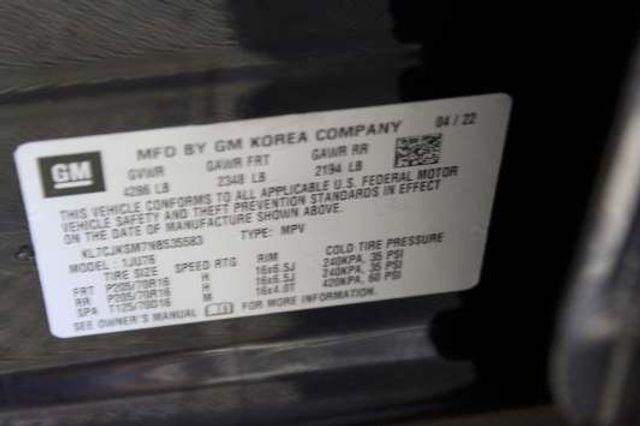 GM
MFD BY GM KOREA COMPANY 04 / 22
GVWR GAWR FRT GAWR RR
4286 LB 2348 LB 2194 LB
THIS VEHICLE CONFORMS TO ALL APPLICABLE U.S. FEDERAL MOTOR
VEHICLE SAFETY AND THEFT PREVENTION STANDARDS IN EFFECT
ON THE DATE OF MANUFACTURE SHOWN ABOVE.
KL7CJKSM7NB535583 TYPE: MPV
MODEL: 1JU76
TIRE SIZE SPEED RTG RIM COLD TIRE PRESSURE
FRT P205/70R16 H 16x6.5J 240KPA, 35 PSI
RR P205/70R16 H 16x6.5J 240KPA, 35 PSI
SPA T125/70D16 M 16x4.0T 420KPA, 60 PSI
SEE OWNER'S MANUAL FOR MORE INFORMATION.